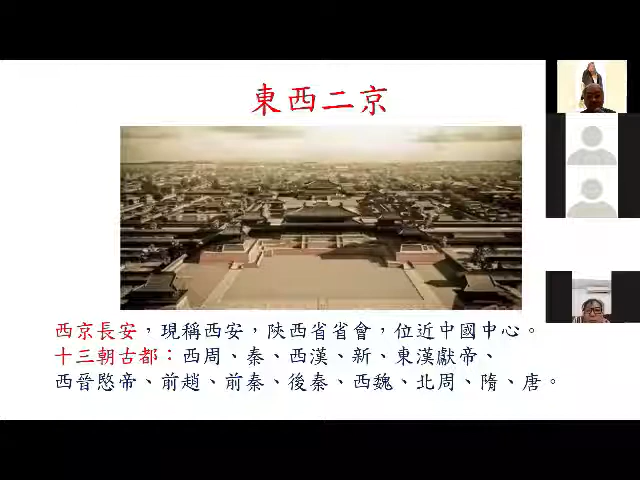 東西二京
西京長安，現稱西安，陝西省省會，位近中國中心。
十三朝古都：西周、秦、西漢、新、東漢獻帝、
西晉愍帝、前趙、前秦、後秦、西魏、北周、隋、唐。